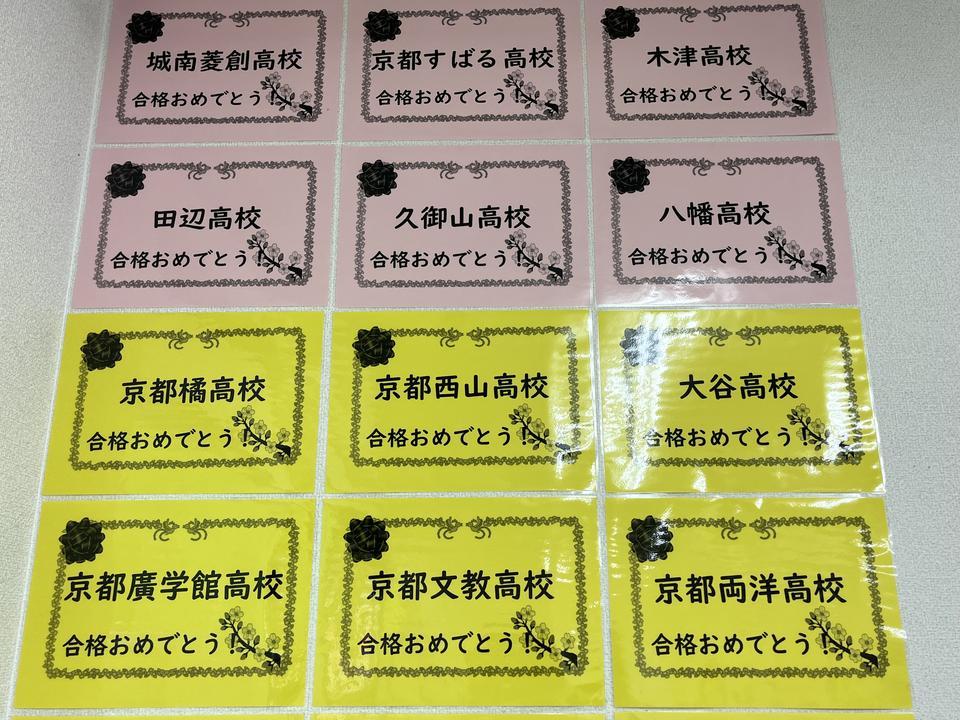 城南菱創高校
合格おめでとう!
京都すばる高校
合格おめでとう!
木津高校
合格おめでとう!
田辺高校
合格おめでとう!
久御山高校
合格おめでとう!
八幡高校
合格おめでとう!
京都橘高校
合格おめでとう!
京都西山高校
合格おめでとう!
大谷高校
合格おめでとう!
京都廣学館高校
合格おめでとう!
京都文教高校
合格おめでとう!
京都両洋高校
合格おめでとう!